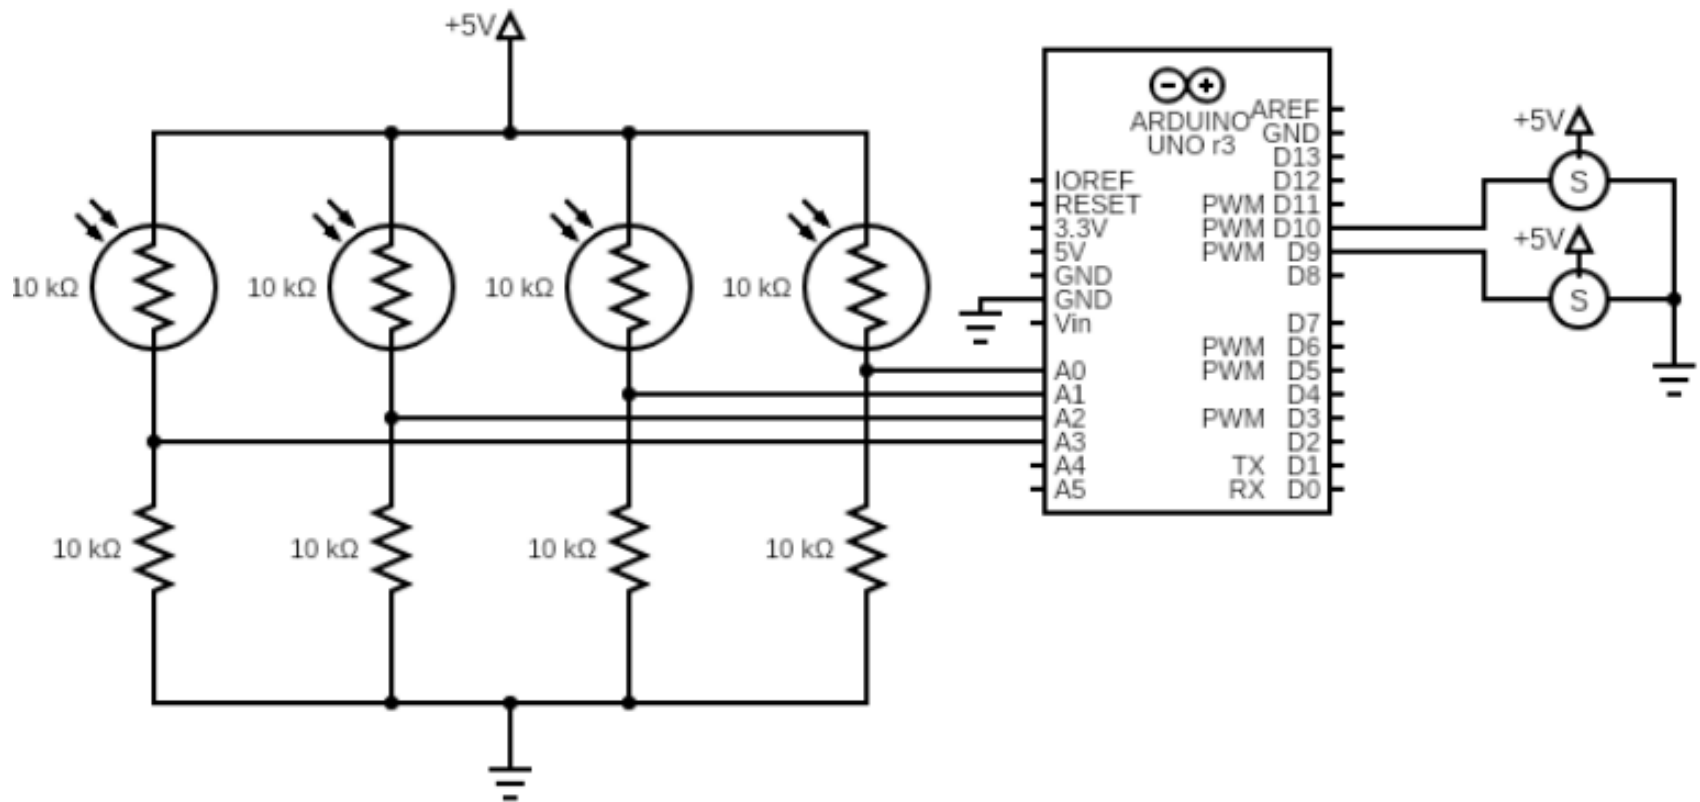 +5V
10 kΩ
10 kΩ
10 kΩ
10 kΩ
10 kΩ
10 kΩ
10 kΩ
10 kΩ
ARDUINO
UNO r3
IOREF
RESET
3.3V
5V
GND
GND
Vin
A0
A1
A2
A3
A4
A5
AREF
GND
D13
D12
PWM D11
PWM D10
PWM D9
D8
D7
PWM D6
PWM D5
D4
PWM D3
D2
TX D1
RX D0
+5V
S
+5V
S